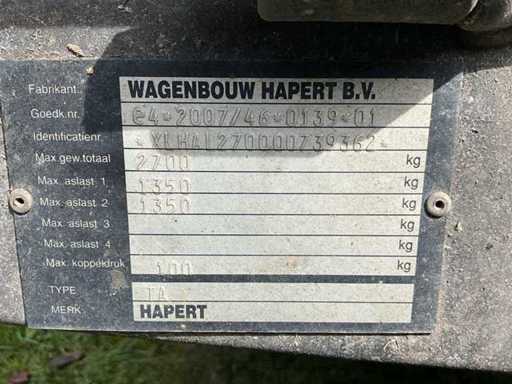 Fabrikant. WAGENBOUW HAPERT B.V.
Goedk.nr. e4*2007/46*0139*01
Identificatienr. *XLHAL270000739362*
Max.gew.totaal 2700 kg
Max. aslast 1 1350 kg
Max. aslast 2 1350 kg
Max. aslast 3 kg
Max. aslast 4 kg
Max. koppeldruk 100 kg
TYPE TA
MERK HAPERT